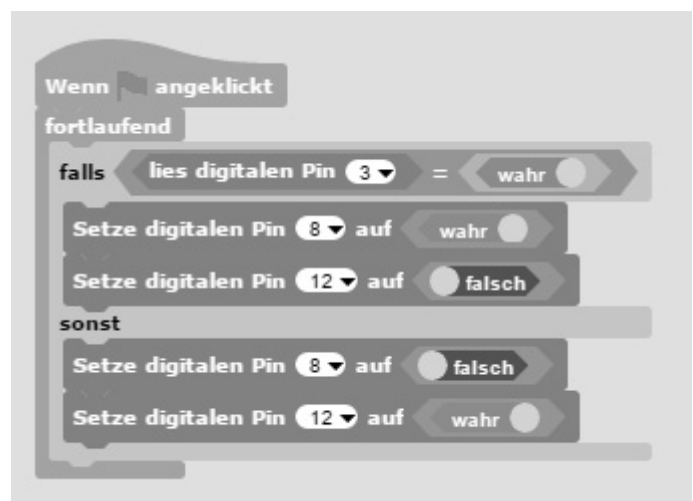 Wenn angeklickt
fortlaufend
falls lies digitalen Pin 3 = wahr
Setze digitalen Pin 8 auf wahr
Setze digitalen Pin 12 auf falsch
sonst
Setze digitalen Pin 8 auf falsch
Setze digitalen Pin 12 auf wahr